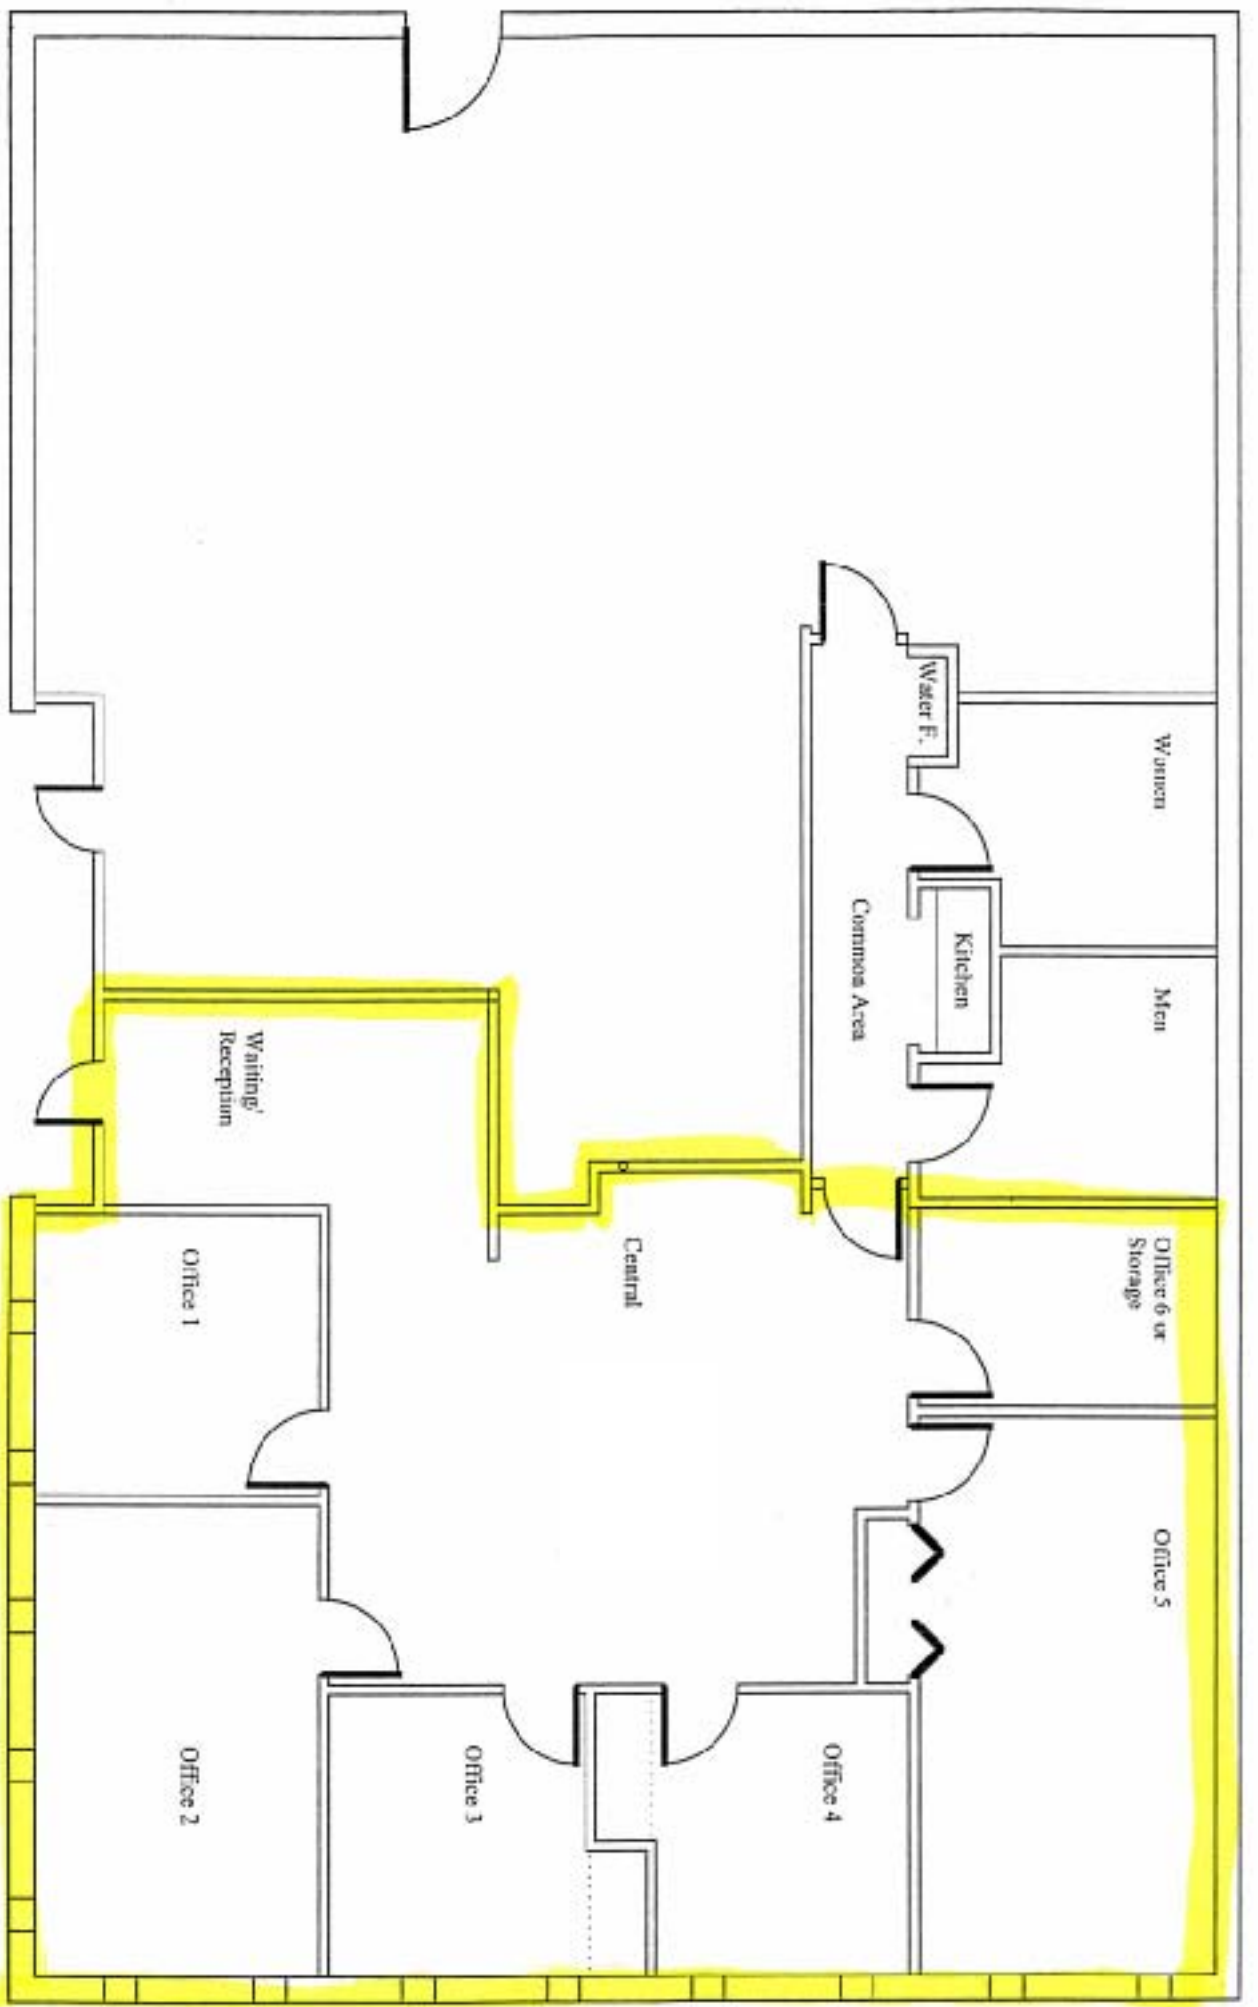 Women
Men
Office 6 or
Storage
Office 5
Water F.
Kitchen
Common Area
Central
Office 4
Office 3
Waiting/
Reception
Office 1
Office 2